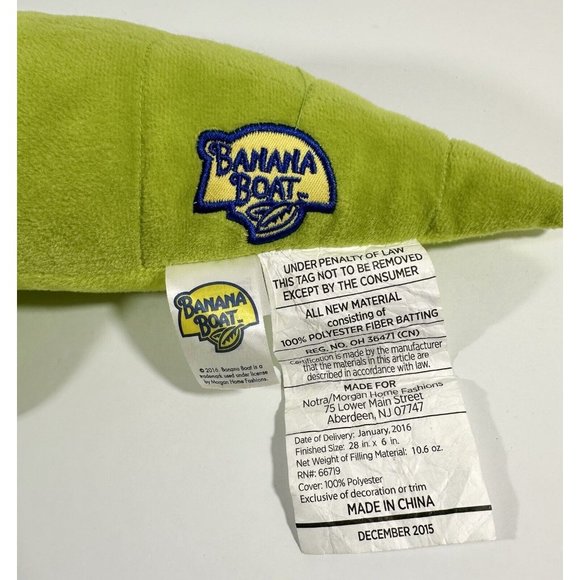 BANANA
BOAT™
BANANA
BOAT™
© 2016. Banana Boat is a
trademark used under license
by Morgan Home Fashions.
UNDER PENALTY OF LAW
THIS TAG NOT TO BE REMOVED
EXCEPT BY THE CONSUMER
ALL NEW MATERIAL
consisting of
100% POLYESTER FIBER BATTING
REG. NO. OH 36471 (CN)
Certification is made by the manufacturer
that the materials in this article are
described in accordance with law.
MADE FOR
Notra/Morgan Home Fashions
75 Lower Main Street
Aberdeen, NJ 07747
Date of Delivery: January, 2016
Finished Size: 28 in. x 6 in.
Net Weight of Filling Material: 10.6 oz.
RN#: 66719
Cover: 100% Polyester
Exclusive of decoration or trim
MADE IN CHINA
DECEMBER 2015